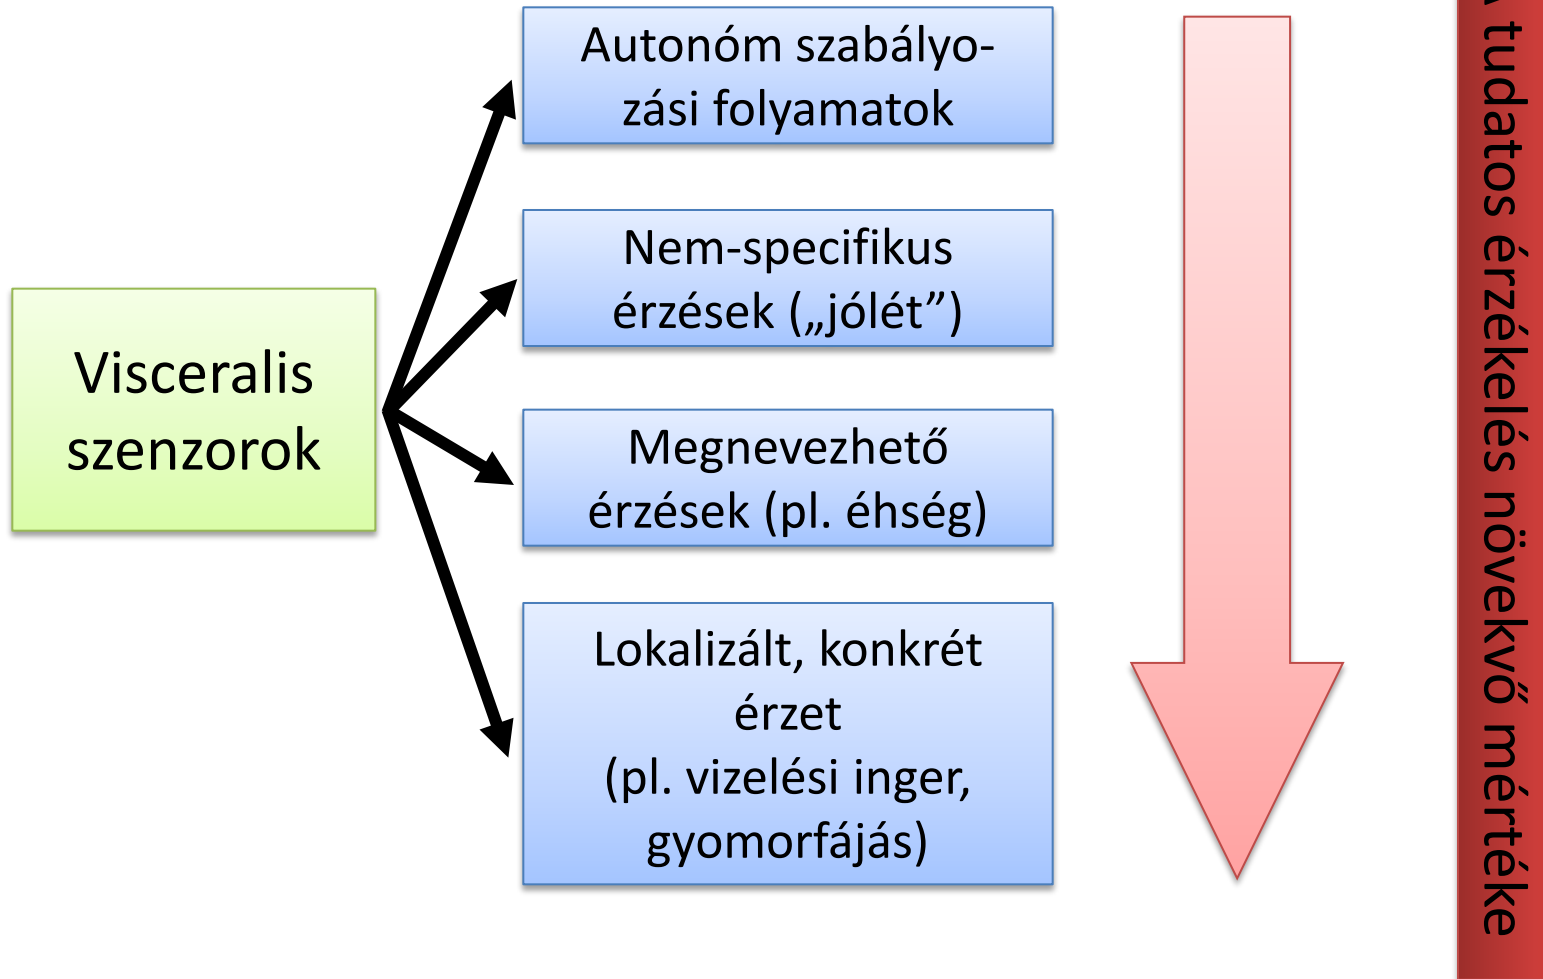 Autonóm szabályo-
zási folyamatok
Nem-specifikus
érzések („jólét”)
Visceralis
szenzorok
Megnevezhető
érzések (pl. éhség)
Lokalizált, konkrét
érzet
(pl. vizelési inger,
gyomorfájás)
A tudatos érzékelés növekvő mértéke